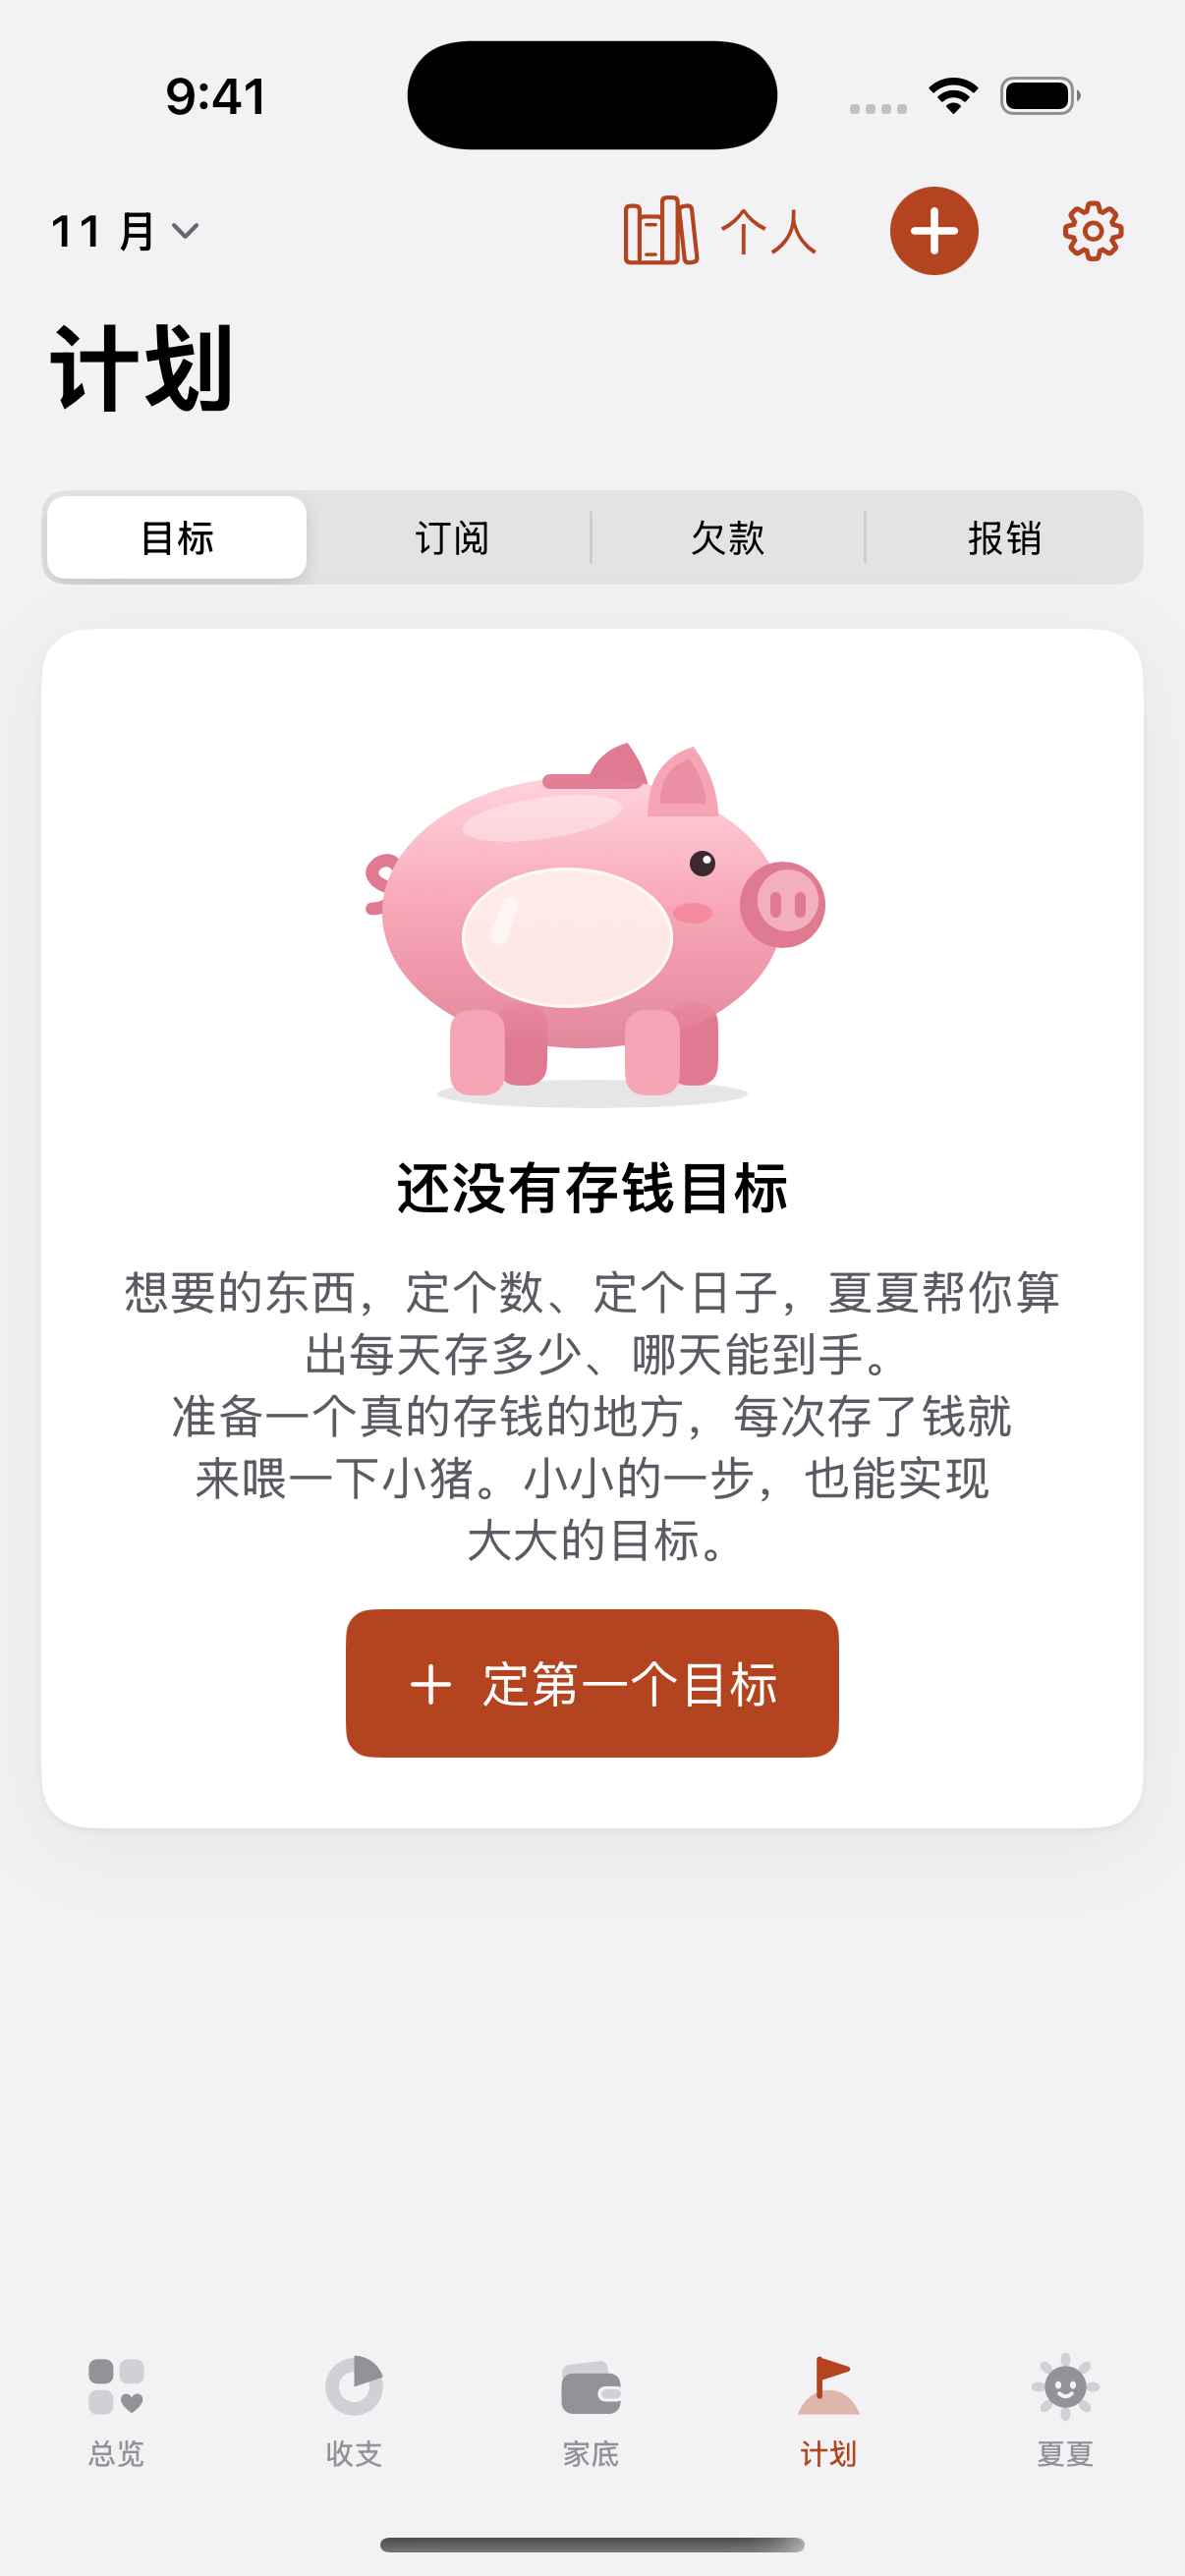 9:41
11 月
个人
计划
目标
订阅
欠款
报销
还没有存钱目标
想要的东西，定个数、定个日子，夏夏帮你算
出每天存多少、哪天能到手。
准备一个真的存钱的地方，每次存了钱就
来喂一下小猪。小小的一步，也能实现
大大的目标。
定第一个目标
总览
收支
家底
计划
夏夏